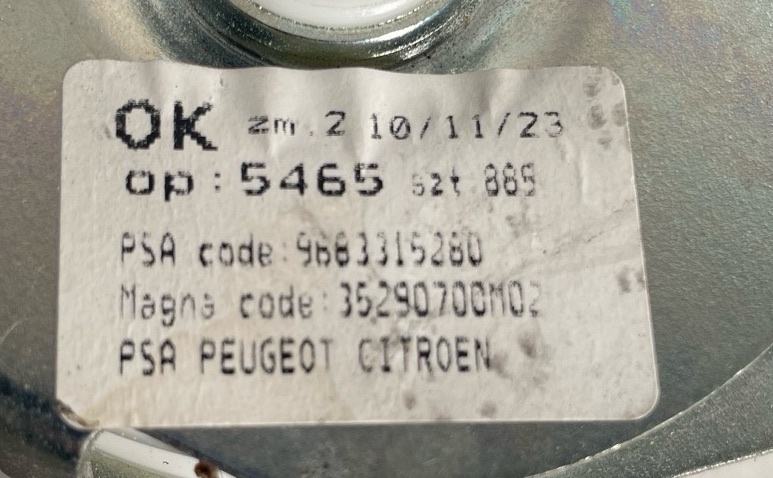 OK zm.2 10/11/23
op:5465 szt 885
PSA code:9683315280
Magna code:35290700M02
PSA PEUGEOT CITROEN